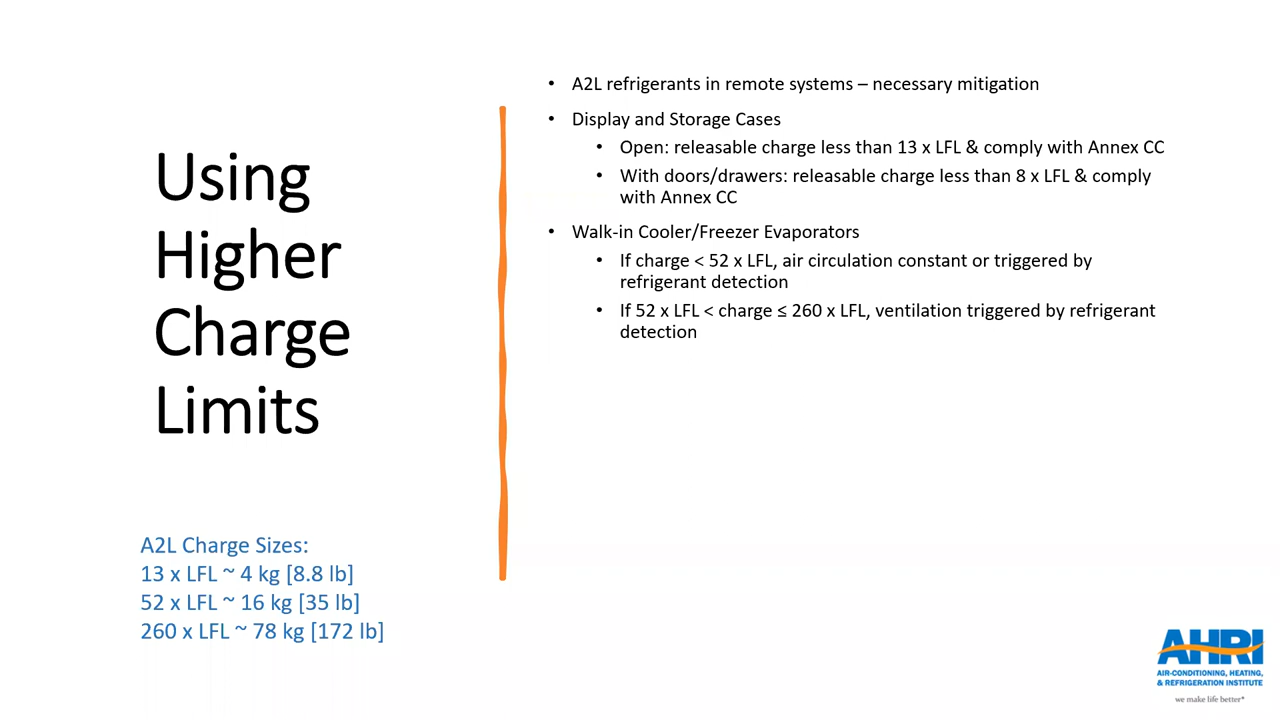 Using
Higher
Charge
Limits
A2L Charge Sizes:
13 x LFL ~ 4 kg [8.8 lb]
52 x LFL ~ 16 kg [35 lb]
260 x LFL ~ 78 kg [172 lb]
• A2L refrigerants in remote systems – necessary mitigation
• Display and Storage Cases
• Open: releasable charge less than 13 x LFL & comply with Annex CC
• With doors/drawers: releasable charge less than 8 x LFL & comply
with Annex CC
• Walk-in Cooler/Freezer Evaporators
• If charge < 52 x LFL, air circulation constant or triggered by
refrigerant detection
• If 52 x LFL < charge ≤ 260 x LFL, ventilation triggered by refrigerant
detection
AHRI
AIR-CONDITIONING, HEATING,
& REFRIGERATION INSTITUTE
we make life better*